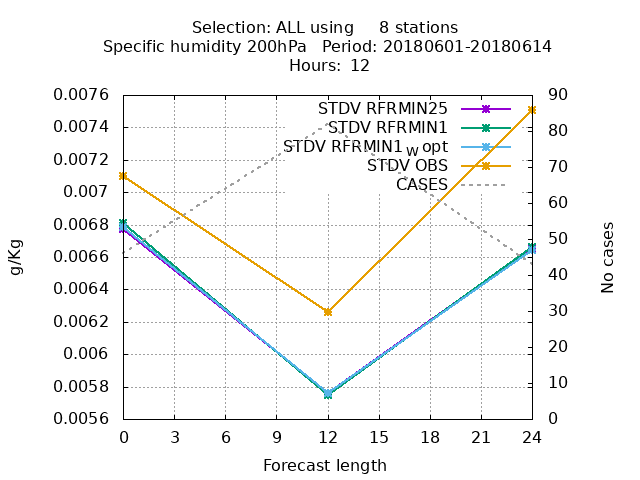 Selection: ALL using     8 stations
Specific humidity 200hPa   Period: 20180601-20180614
Hours: 12
0.0076
0.0074
0.0072
0.007
0.0068
0.0066
0.0064
0.0062
0.006
0.0058
0.0056
g/Kg
STDV RFRMIN25
STDV RFRMIN1
STDV RFRMIN1 w opt
STDV OBS
CASES
90
80
70
60
50
40
30
20
10
0
No cases
0 3 6 9 12 15 18 21 24
Forecast length